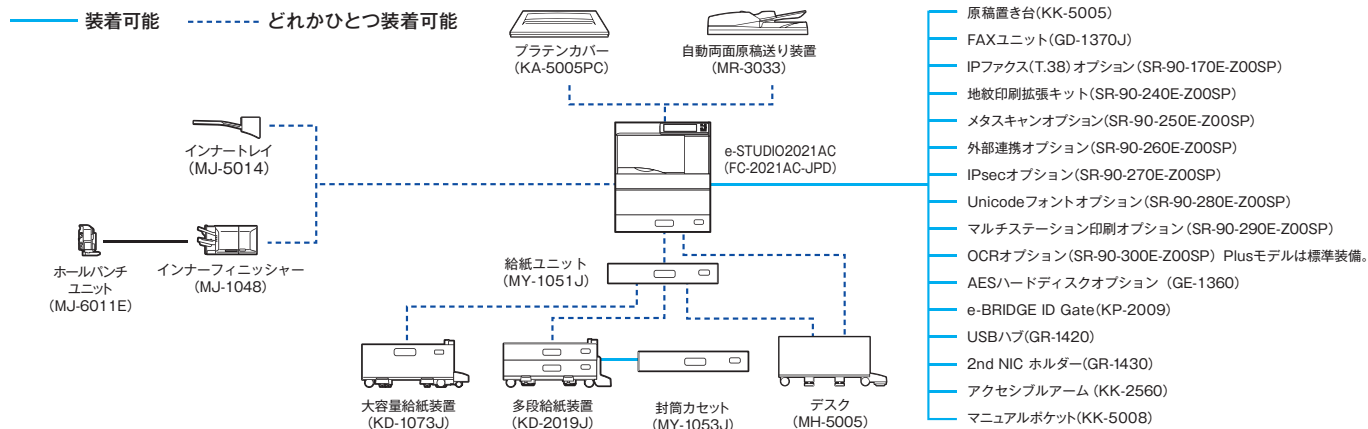 装着可能
どれかひとつ装着可能
プラテンカバー
(KA-5005PC)
自動両面原稿送り装置
(MR-3033)
インナートレイ
(MJ-5014)
e-STUDIO2021AC
(FC-2021AC-JPD)
ホールパンチ
ユニット
(MJ-6011E)
インナーフィニッシャー
(MJ-1048)
給紙ユニット
(MY-1051J)
大容量給紙装置
(KD-1073J)
多段給紙装置
(KD-2019J)
封筒カセット
(MY-1053J)
デスク
(MH-5005)
原稿置き台(KK-5005)
FAXユニット(GD-1370J)
IPファクス(T.38)オプション(SR-90-170E-Z00SP)
地紋印刷拡張キット(SR-90-240E-Z00SP)
メタスキャンオプション(SR-90-250E-Z00SP)
外部連携オプション(SR-90-260E-Z00SP)
IPsecオプション(SR-90-270E-Z00SP)
Unicodeフォントオプション(SR-90-280E-Z00SP)
マルチステーション印刷オプション(SR-90-290E-Z00SP)
OCRオプション(SR-90-300E-Z00SP) Plusモデルは標準装備。
AESハードディスクオプション (GE-1360)
e-BRIDGE ID Gate(KP-2009)
USBハブ(GR-1420)
2nd NIC ホルダー(GR-1430)
アクセシブルアーム (KK-2560)
マニュアルポケット(KK-5008)